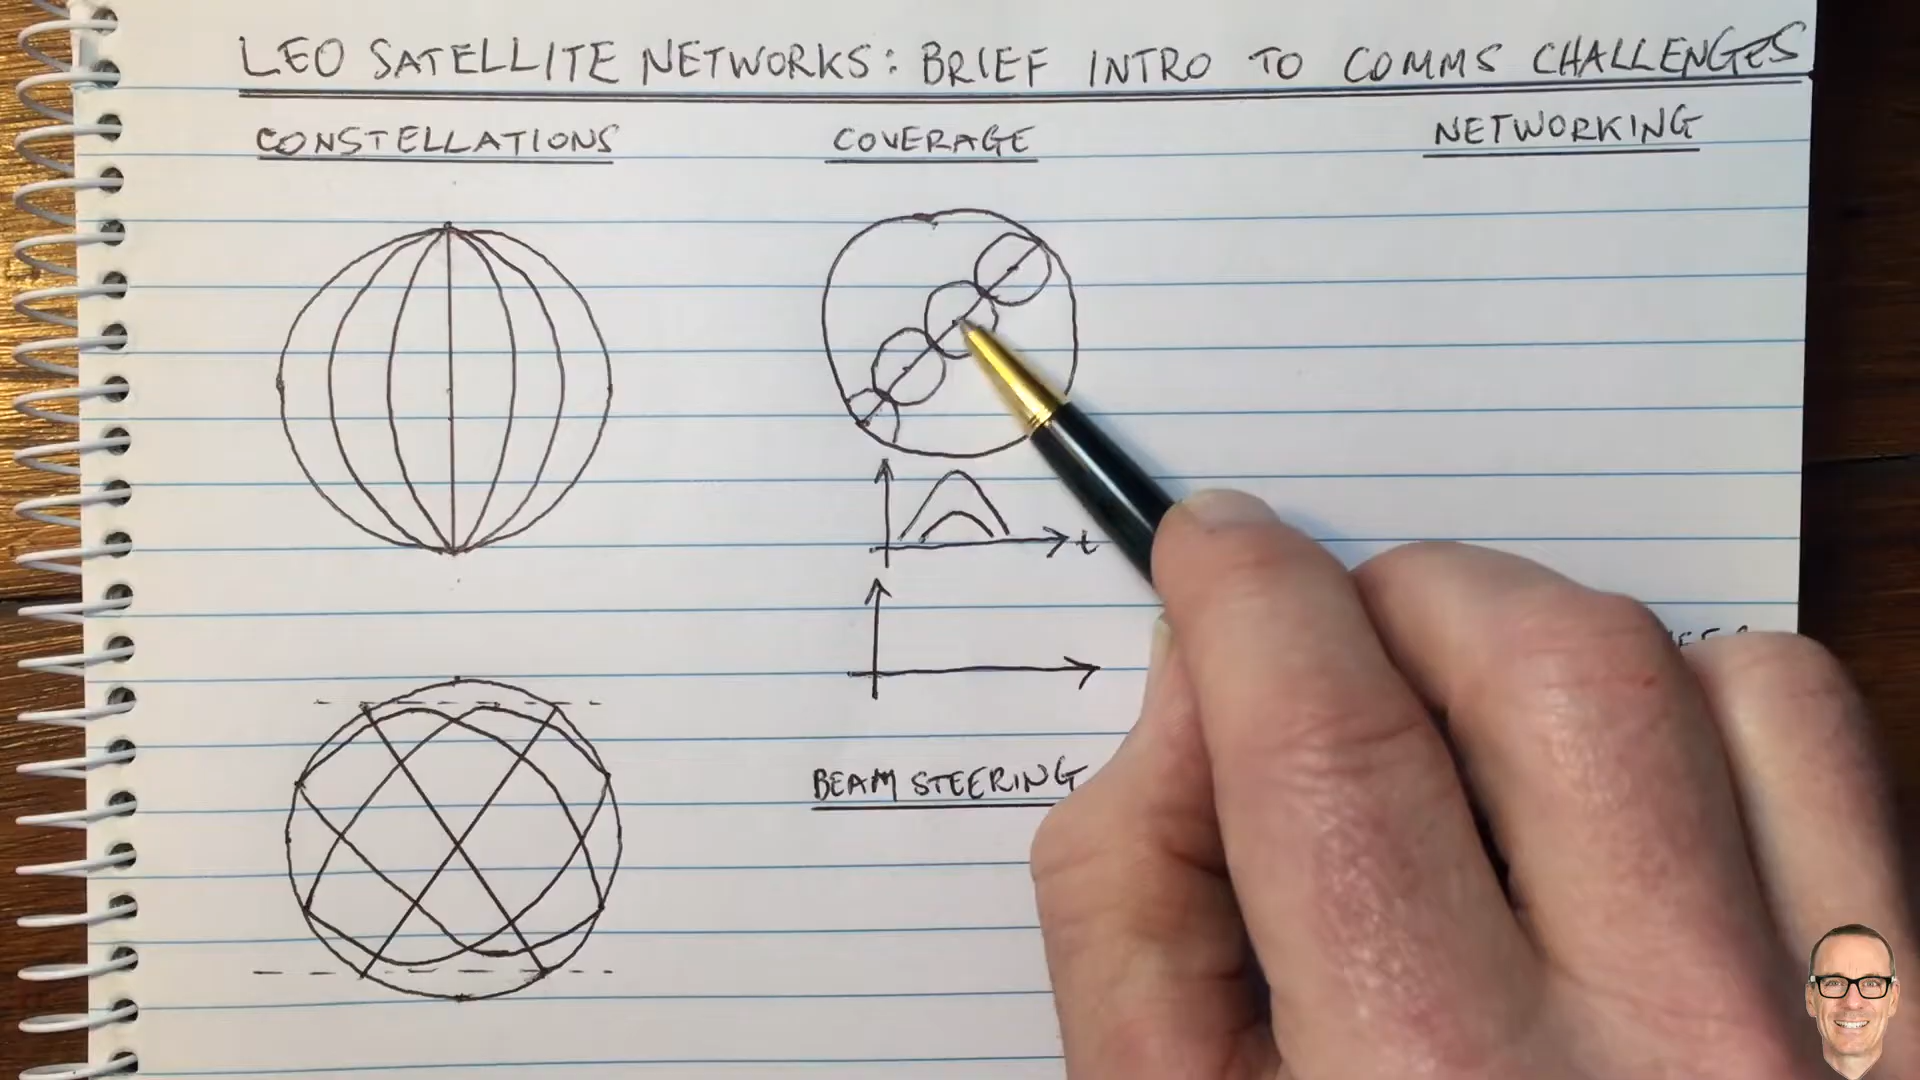 LEO SATELLITE NETWORKS: BRIEF INTRO TO COMMS CHALLENGES
CONSTELLATIONS
COVERAGE
NETWORKING
t
BEAM STEERING